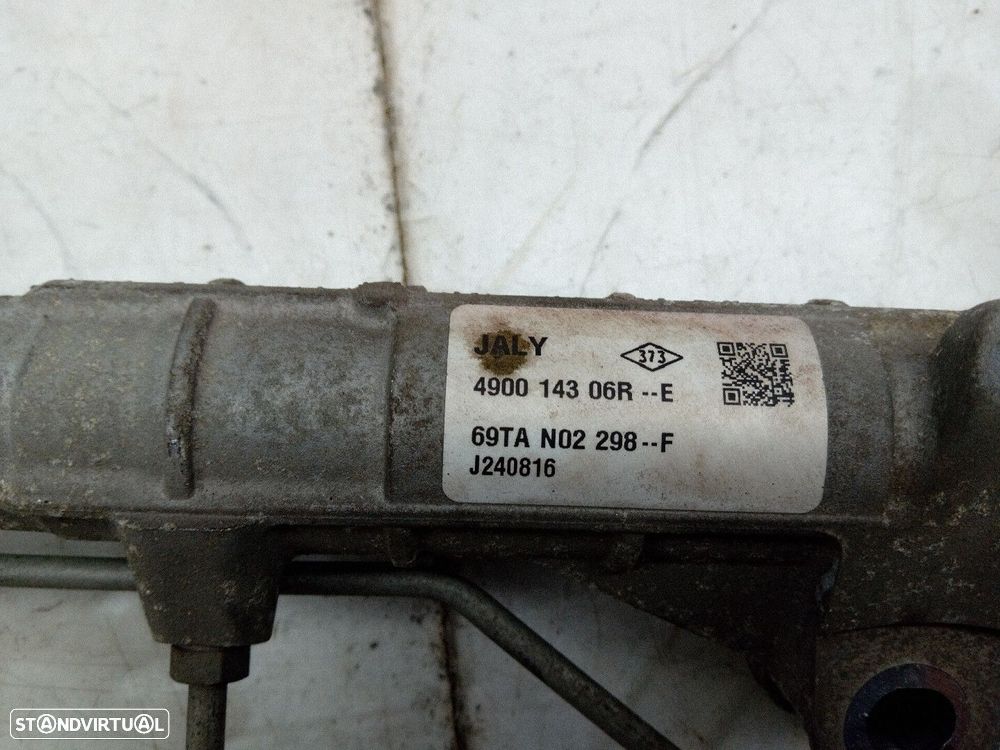 JALY 373
4900 143 06R --E
69TA N02 298--F
J240816
STANDVIRTUAL